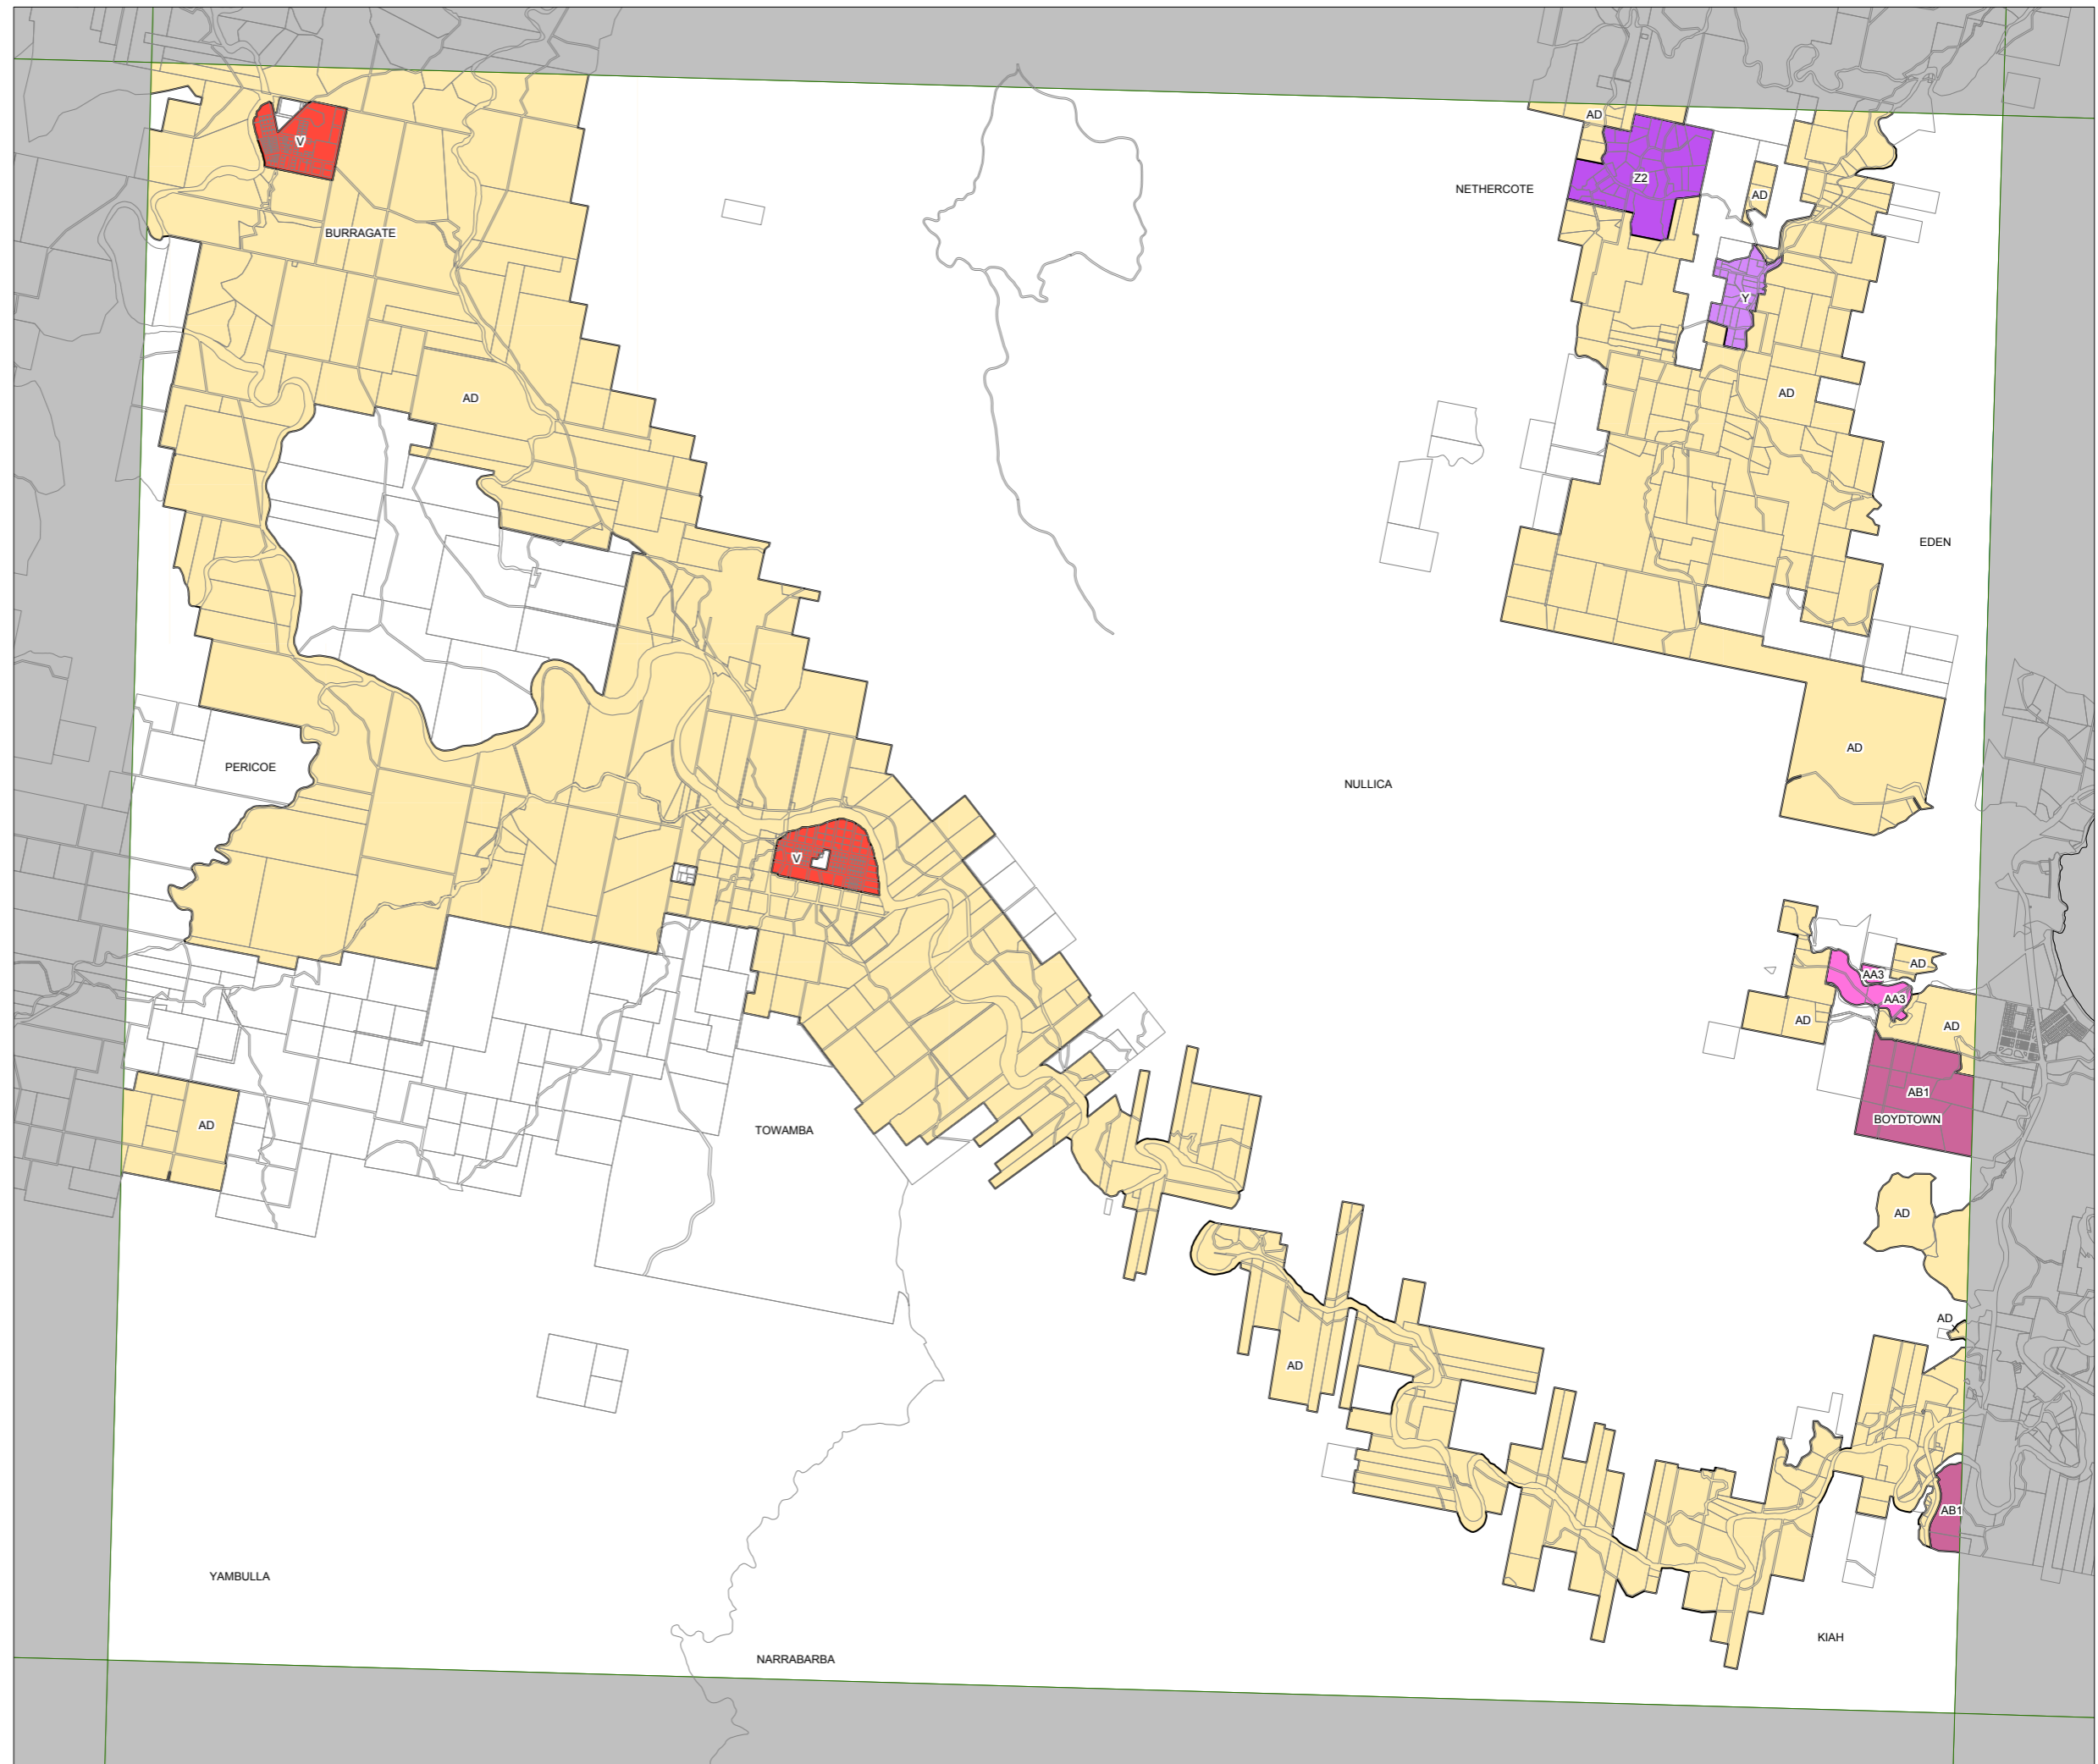 AD
V
Z2
NETHERCOTE
AD
BURRAGATE
Y
AD
AD
EDEN
AD
PERICOE
NULLICA
V
AD
AA3
AA3
AD
AD
AB1
BOYDTOWN
AD
TOWAMBA
AD
AD
AD
AB1
YAMBULLA
KIAH
NARRABARBA